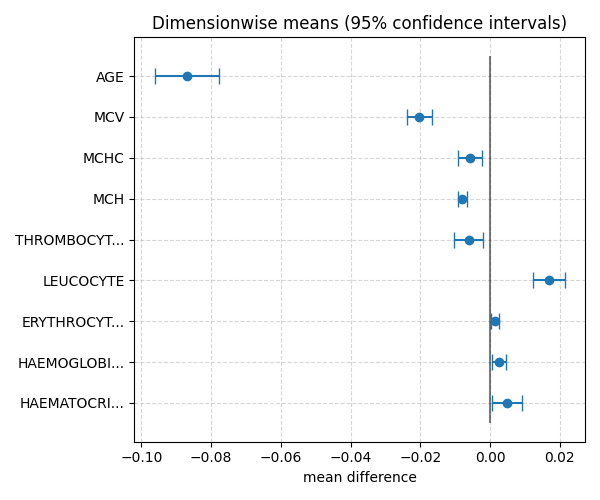 Dimensionwise means (95% confidence intervals)
AGE
MCV
MCHC
MCH
THROMBOCYT...
LEUCOCYTE
ERYTHROCYT...
HAEMOGLOBI...
HAEMATOCRI...
−0.10 −0.08 −0.06 −0.04 −0.02 0.00 0.02
mean difference